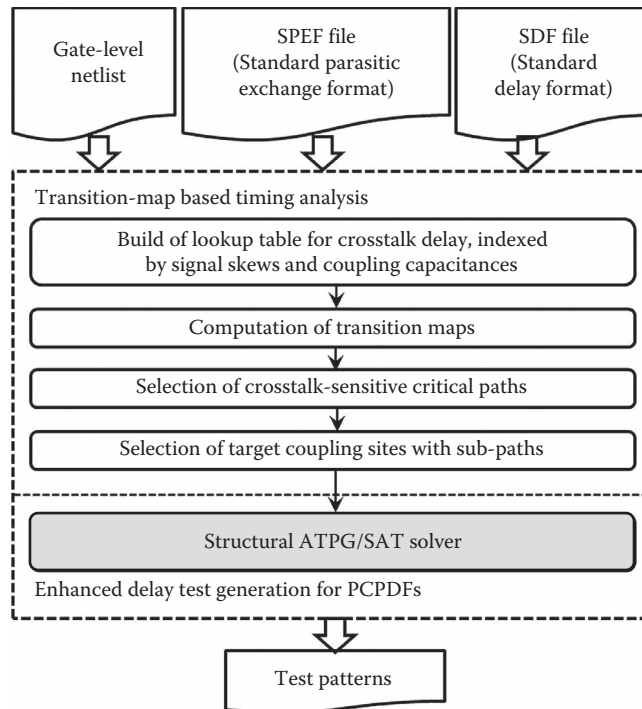 Gate-level
netlist
SPEF file
(Standard parasitic
exchange format)
SDF file
(Standard
delay format)
Transition-map based timing analysis
Build of lookup table for crosstalk delay, indexed
by signal skews and coupling capacitances
Computation of transition maps
Selection of crosstalk-sensitive critical paths
Selection of target coupling sites with sub-paths
Structural ATPG/SAT solver
Enhanced delay test generation for PCPDFs
Test patterns